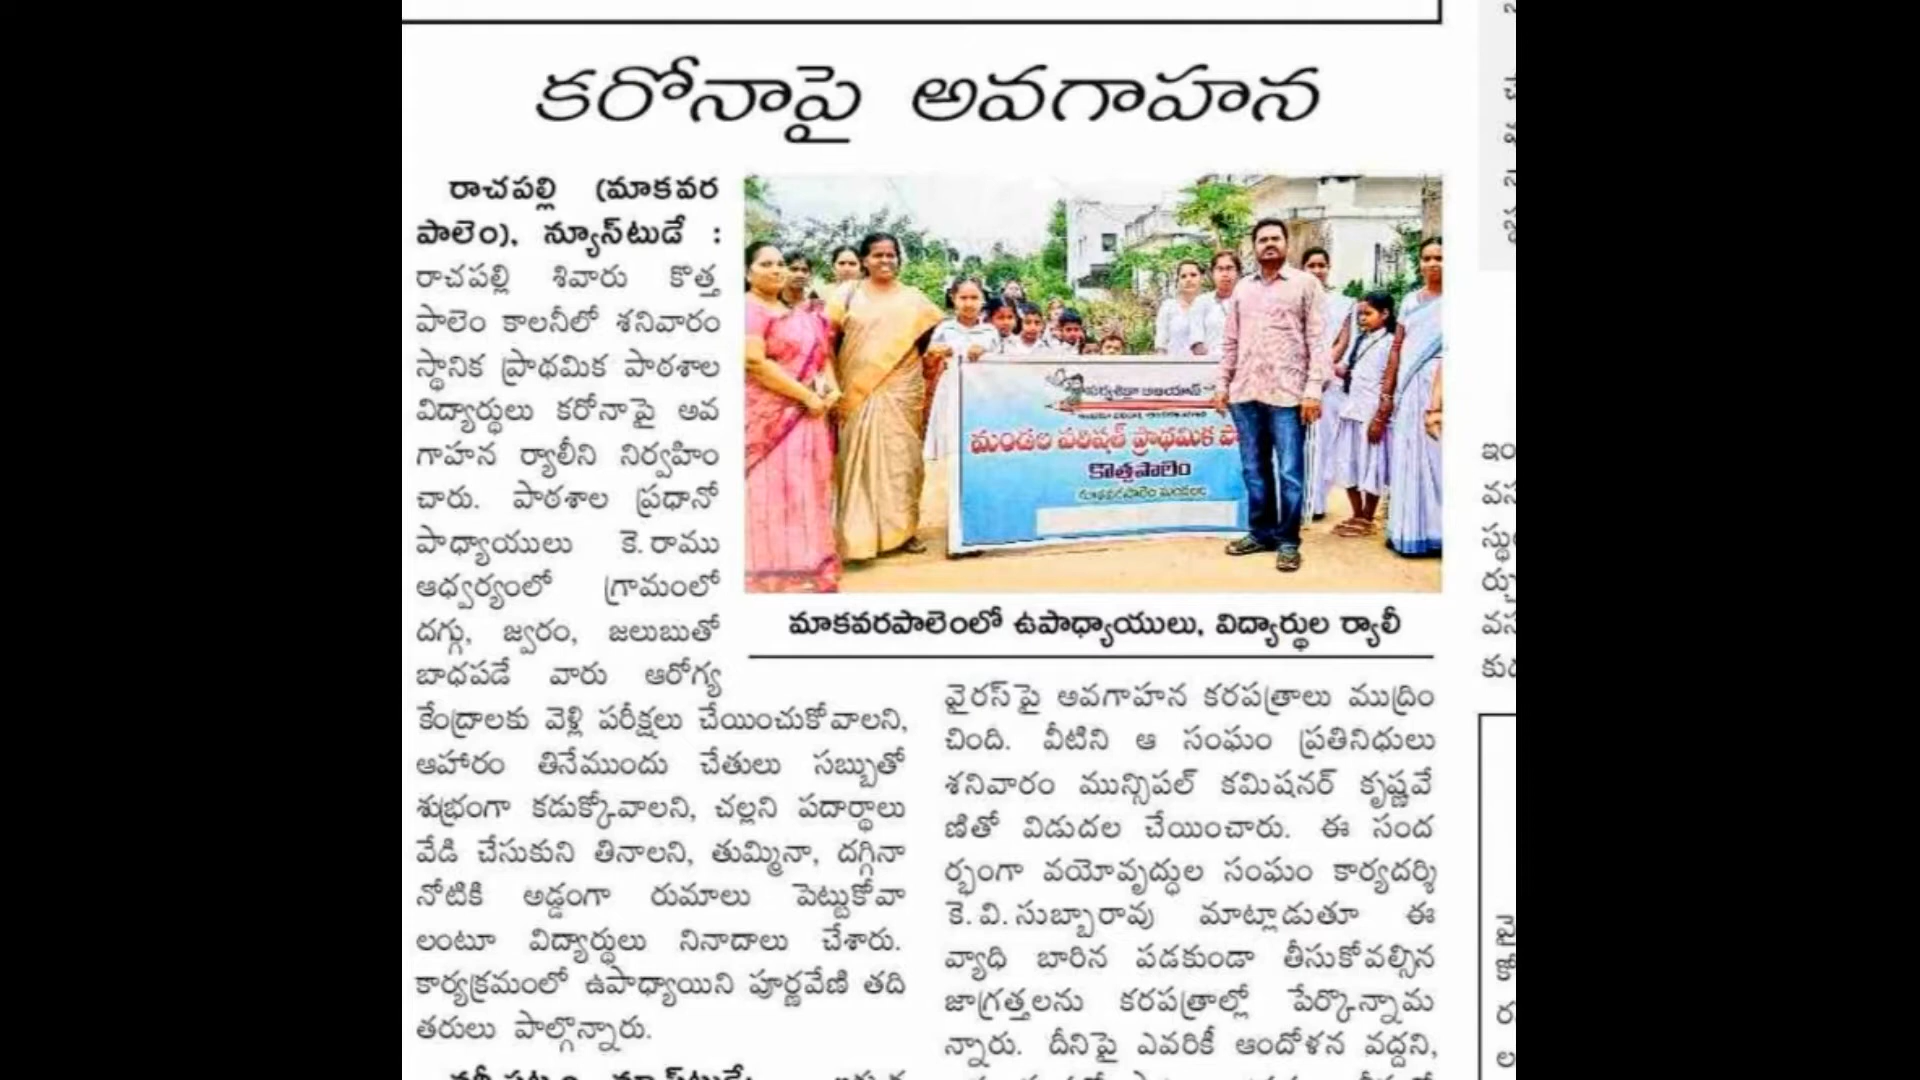 కరోనాపై అవగాహన
రాచపల్లి (మాకవర
పాలెం), న్యూస్‌టుడే :
రాచపల్లి శివారు కొత్త
పాలెం కాలనీలో శనివారం
స్థానిక ప్రాథమిక పాఠశాల
విద్యార్థులు కరోనాపై అవ
గాహన ర్యాలీని నిర్వహిం
చారు. పాఠశాల ప్రధానో
పాధ్యాయులు కె.రాము
ఆధ్వర్యంలో గ్రామంలో
దగ్గు, జ్వరం, జలుబుతో
బాధపడే వారు ఆరోగ్య
కేంద్రాలకు వెళ్లి పరీక్షలు చేయించుకోవాలని,
ఆహారం తినేముందు చేతులు సబ్బుతో
శుభ్రంగా కడుక్కోవాలని, చల్లని పదార్థాలు
వేడి చేసుకుని తినాలని, తుమ్మినా, దగ్గినా
నోటికి అడ్డంగా రుమాలు పెట్టుకోవా
లంటూ విద్యార్థులు నినాదాలు చేశారు.
కార్యక్రమంలో ఉపాధ్యాయిని పూర్ణవేణి తది
తరులు పాల్గొన్నారు.
మండల పరిషత్ ప్రాథమిక
కొత్తపాలెం
మాకవరపాలెంలో ఉపాధ్యాయులు, విద్యార్థుల ర్యాలీ
వైరస్‌పై అవగాహన కరపత్రాలు ముద్రిం
చింది. వీటిని ఆ సంఘం ప్రతినిధులు
శనివారం మున్సిపల్ కమిషనర్ కృష్ణవే
ణితో విడుదల చేయించారు. ఈ సంద
ర్భంగా వయోవృద్ధుల సంఘం కార్యదర్శి
కె.వి.సుబ్బారావు మాట్లాడుతూ ఈ
వ్యాధి బారిన పడకుండా తీసుకోవల్సిన
జాగ్రత్తలను కరపత్రాల్లో పేర్కొన్నామ
న్నారు. దీనిపై ఎవరికీ ఆందోళన వద్దని,